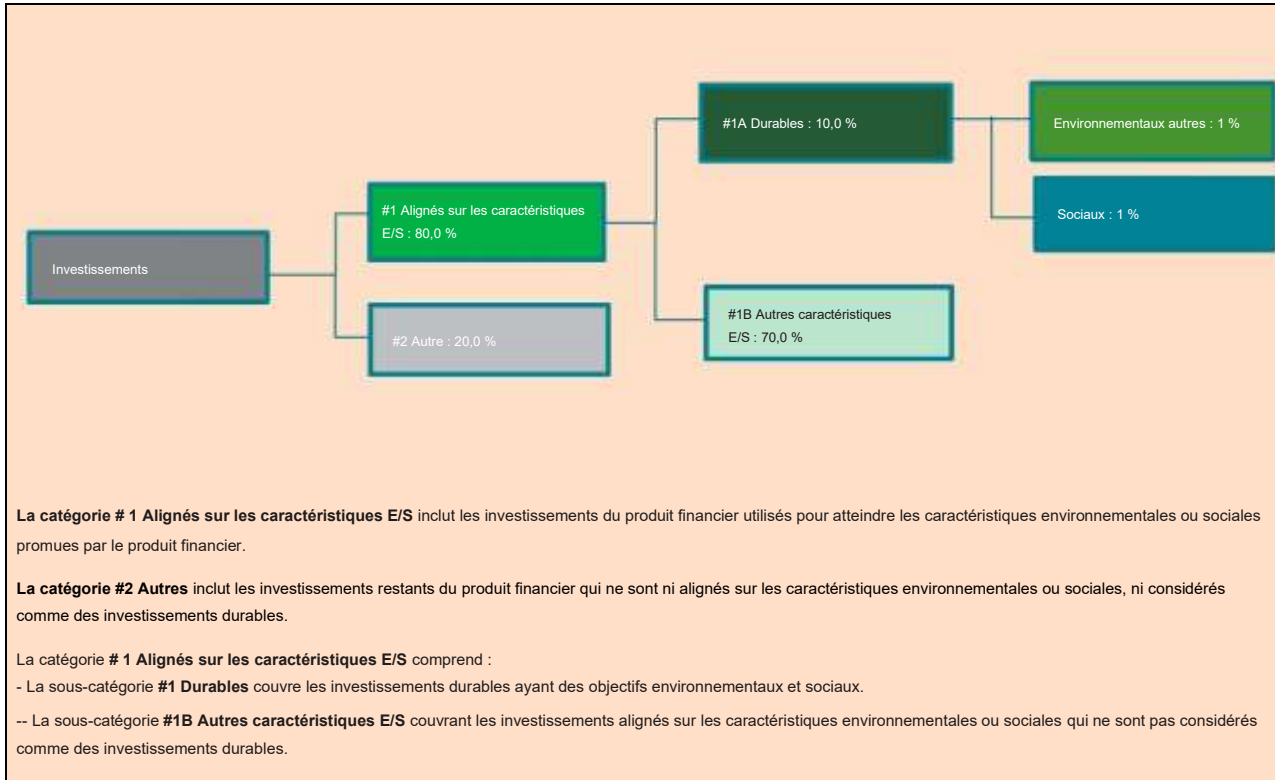 #1A Durables : 10,0 %
Environnementaux autres : 1 %
#1 Alignés sur les caractéristiques
E/S : 80,0 %
Sociaux : 1 %
Investissements
#2 Autre : 20,0 %
#1B Autres caractéristiques
E/S : 70,0 %
La catégorie # 1 Alignés sur les caractéristiques E/S inclut les investissements du produit financier utilisés pour atteindre les caractéristiques environnementales ou sociales
promues par le produit financier.
La catégorie #2 Autres inclut les investissements restants du produit financier qui ne sont ni alignés sur les caractéristiques environnementales ou sociales, ni considérés
comme des investissements durables.
La catégorie # 1 Alignés sur les caractéristiques E/S comprend :
- La sous-catégorie #1 Durables couvre les investissements durables ayant des objectifs environnementaux et sociaux.
-- La sous-catégorie #1B Autres caractéristiques E/S couvrant les investissements alignés sur les caractéristiques environnementales ou sociales qui ne sont pas considérés
comme des investissements durables.